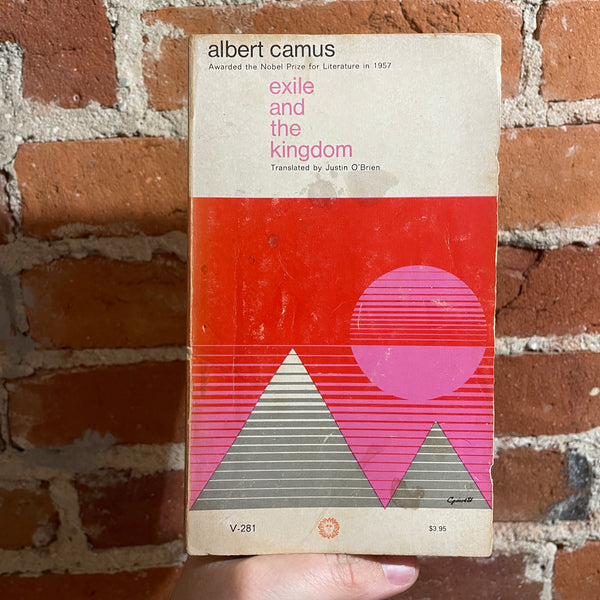 albert camus
Awarded the Nobel Prize for Literature in 1957
exile
and
the
kingdom
Translated by Justin O'Brien
V-281
$3.95